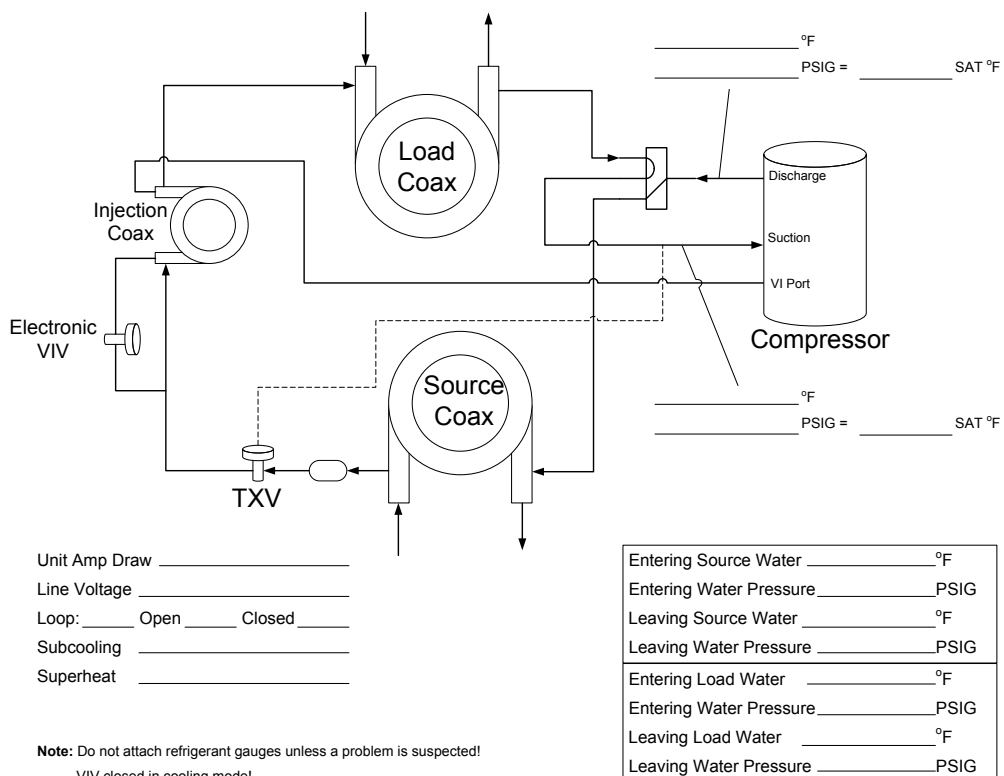 °F
PSIG = SAT °F
Load
Coax
Discharge
Injection
Coax
Suction
VI Port
Electronic
VIV
Compressor
Source
Coax
°F
PSIG = SAT °F
TXV
Unit Amp Draw
Line Voltage
Loop: Open Closed
Subcooling
Superheat
Entering Source Water °F
Entering Water Pressure PSIG
Leaving Source Water °F
Leaving Water Pressure PSIG
Entering Load Water °F
Entering Water Pressure PSIG
Leaving Load Water °F
Leaving Water Pressure PSIG
Note: Do not attach refrigerant gauges unless a problem is suspected!
VIV closed in cooling mode!